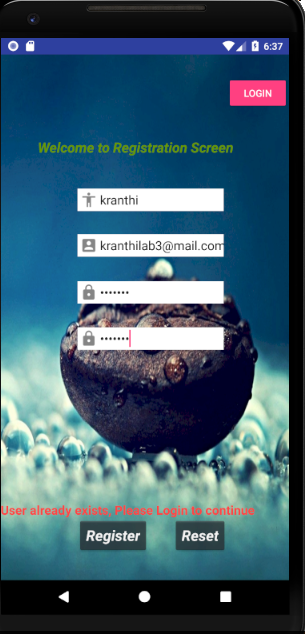 6:37
LOGIN
Welcome to Registration Screen
kranthi
kranthilab3@mail.com
•••••••
•••••••
User already exists. Please Login to continue
Register Reset